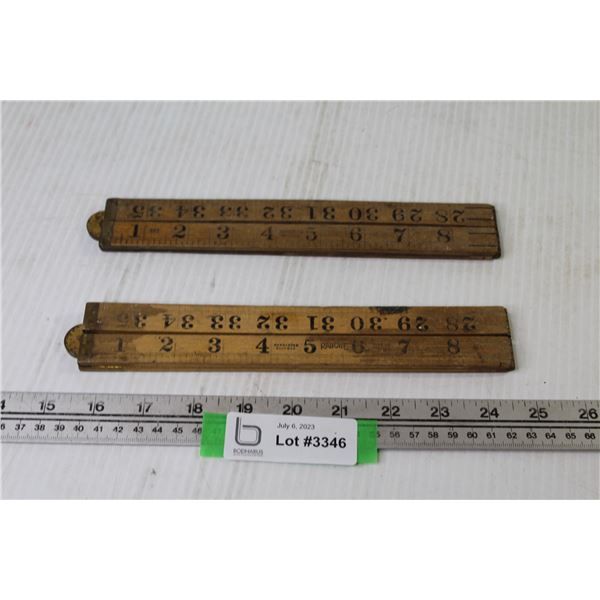 35 34 33 32 31 30 29 28
1 2 3 4 5 6 7 8
35 34 33 32 31 30 29 28
1 2 3 4 5 RABONE 6 7 8
15 16 17 18 19 20 21 22 23 24 25 26
37 38 39 40 41 42 43 44 45 46 56 57 58 59 60 61 62 63 64 65 66
b
July 6, 2023
Lot #3346
BODNARUS